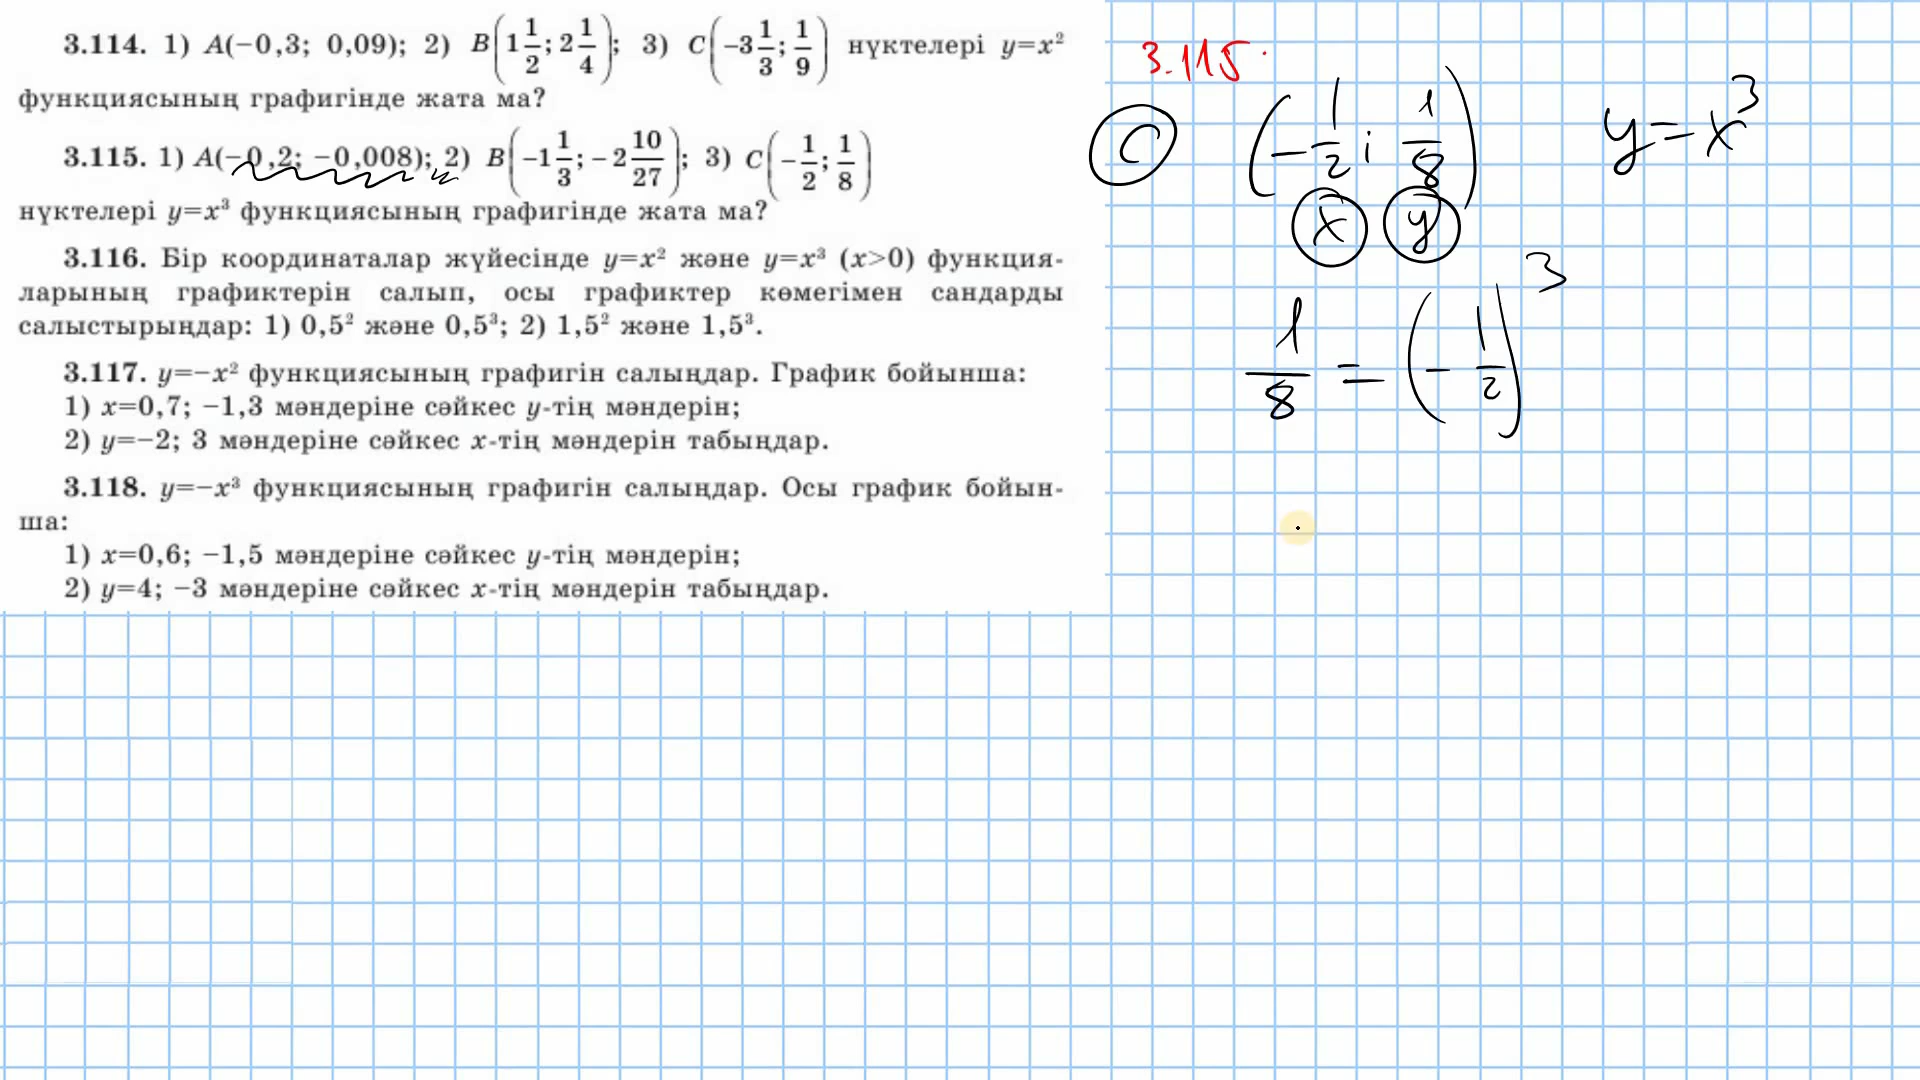 3.114. 1) A(−0,3; 0,09); 2) B(1 1/2; 2 1/4); 3) C(−3 1/3; 1/9) нүктелері y=x²
функциясының графигінде жата ма?
3.115. 1) A(−0,2; −0,008); 2) B(−1 1/3; −2 10/27); 3) C(−1/2; 1/8)
нүктелері y=x³ функциясының графигінде жата ма?
3.116. Бір координаталар жүйесінде y=x² және y=x³ (x>0) функция-
ларының графиктерін салып, осы графиктер көмегімен сандарды
салыстырыңдар: 1) 0,5² және 0,5³; 2) 1,5² және 1,5³.
3.117. y=−x² функциясының графигін салыңдар. График бойынша:
1) x=0,7; −1,3 мәндеріне сәйкес y-тің мәндерін;
2) y=−2; 3 мәндеріне сәйкес x-тің мәндерін табыңдар.
3.118. y=−x³ функциясының графигін салыңдар. Осы график бойын-
ша:
1) x=0,6; −1,5 мәндеріне сәйкес y-тің мәндерін;
2) y=4; −3 мәндеріне сәйкес x-тің мәндерін табыңдар.
3.115.
C (−1/2; 1/8) y=x³
x y
1/8 = (−1/2)³